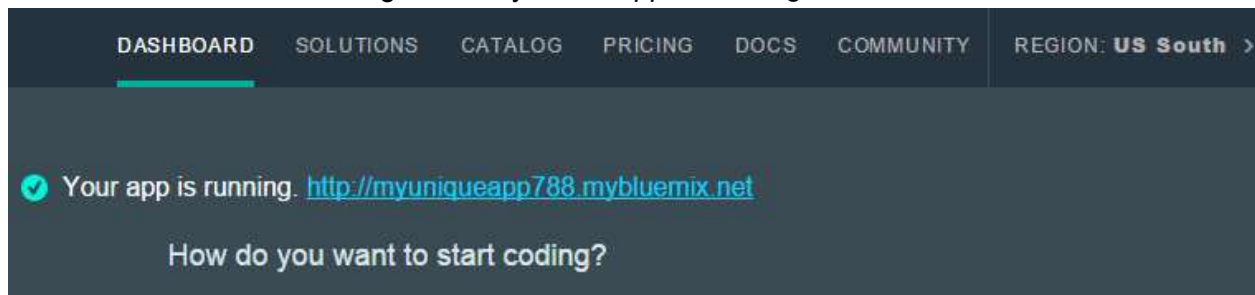 DASHBOARD SOLUTIONS CATALOG PRICING DOCS COMMUNITY REGION: US South >
Your app is running. http://myuniqueapp788.mybluemix.net
How do you want to start coding?